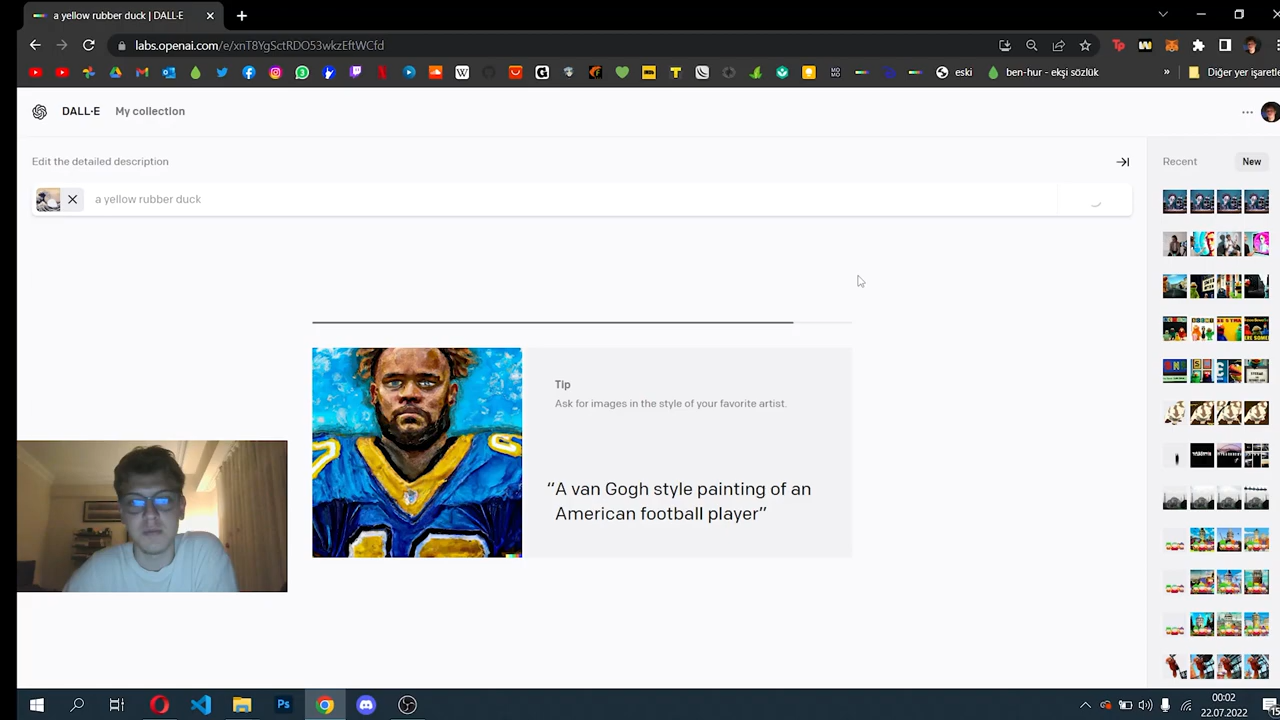 a yellow rubber duck | DALL·E
labs.openai.com/e/xnT8YgSctRDO53wkzEftWCfd
eski
ben-hur - ekşi sözlük
»
Diğer yer işaretle
DALL·E
My collection
Edit the detailed description
Recent
New
a yellow rubber duck
Tip
Ask for images in the style of your favorite artist.
“A van Gogh style painting of an
American football player”
00:02
22.07.2022